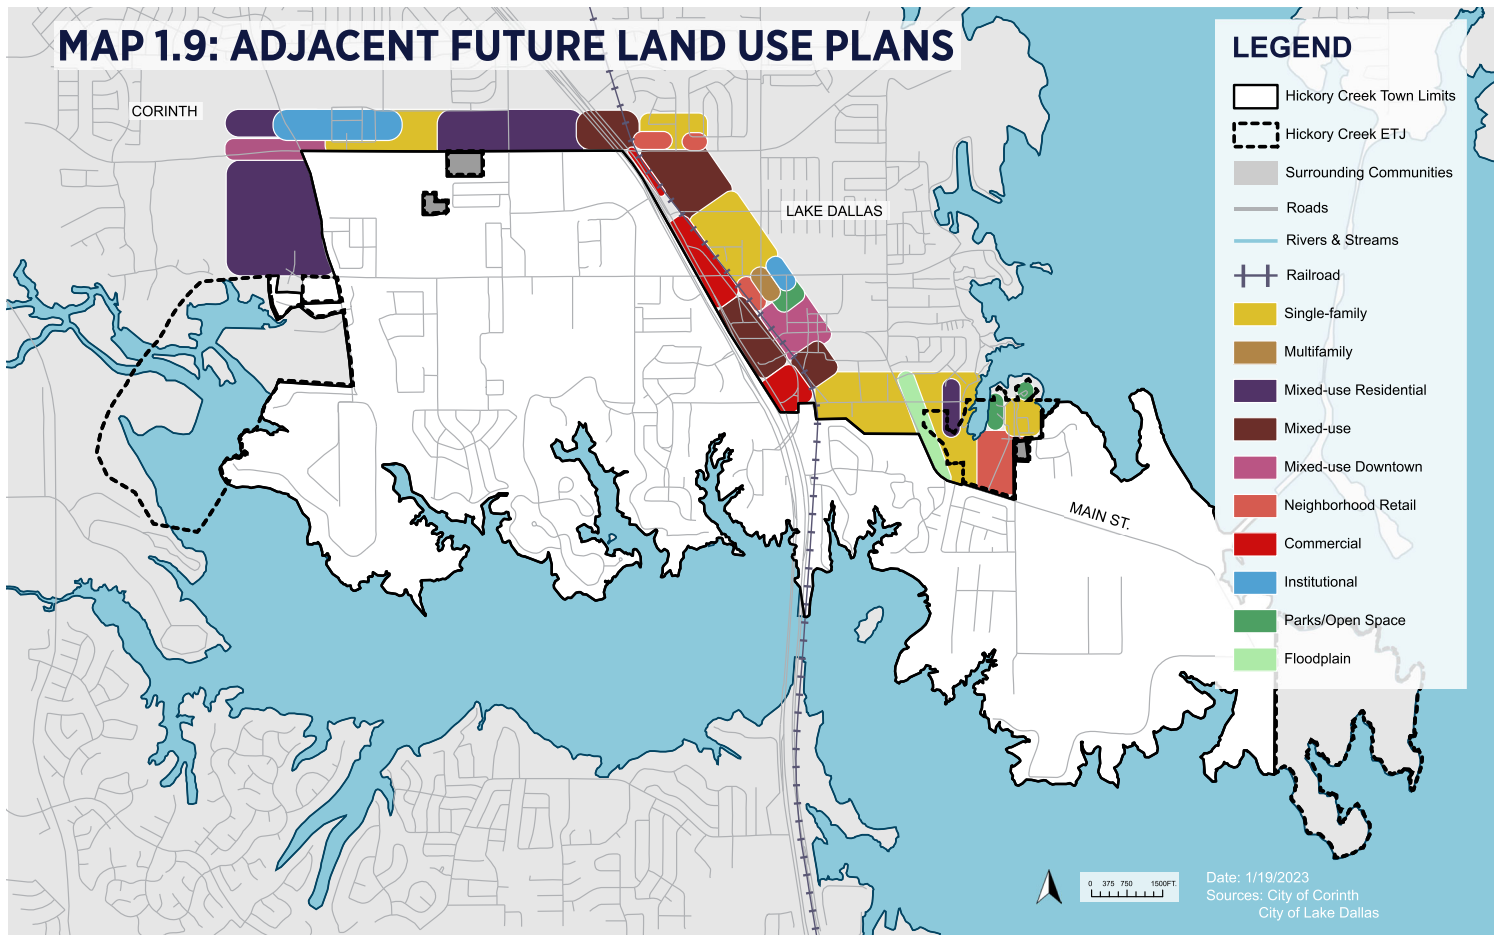 MAP 1.9: ADJACENT FUTURE LAND USE PLANS
CORINTH
LAKE DALLAS
MAIN ST.
LEGEND
Hickory Creek Town Limits
Hickory Creek ETJ
Surrounding Communities
Roads
Rivers & Streams
Railroad
Single-family
Multifamily
Mixed-use Residential
Mixed-use
Mixed-use Downtown
Neighborhood Retail
Commercial
Institutional
Parks/Open Space
Floodplain
0 375 750 1500FT.
Date: 1/19/2023
Sources: City of Corinth
City of Lake Dallas